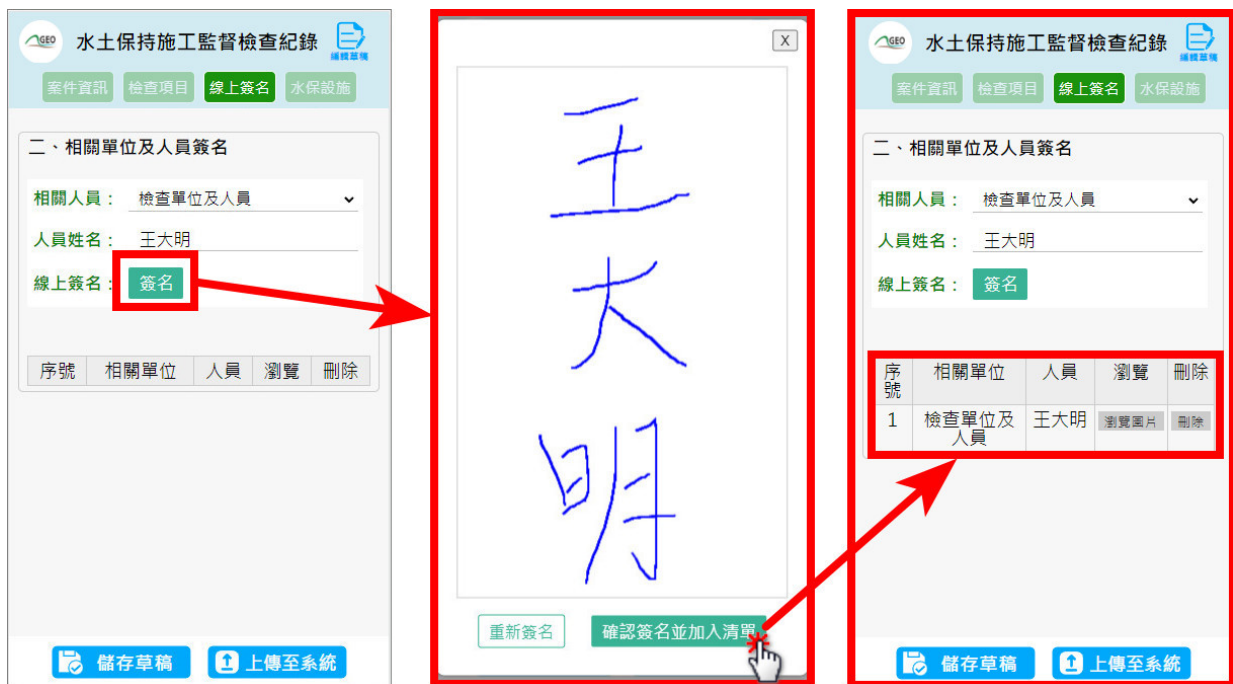 GEO
水土保持施工監督檢查紀錄
編輯草稿
案件資訊 檢查項目 線上簽名 水保設施
二、相關單位及人員簽名
相關人員： 檢查單位及人員
人員姓名： 王大明
線上簽名： 簽名
序號 相關單位 人員 瀏覽 刪除
儲存草稿 上傳至系統
X
王
大
明
重新簽名 確認簽名並加入清單
GEO
水土保持施工監督檢查紀錄
編輯草稿
案件資訊 檢查項目 線上簽名 水保設施
二、相關單位及人員簽名
相關人員： 檢查單位及人員
人員姓名： 王大明
線上簽名： 簽名
序號 相關單位 人員 瀏覽 刪除
1 檢查單位及人員 王大明 瀏覽圖片 刪除
儲存草稿 上傳至系統